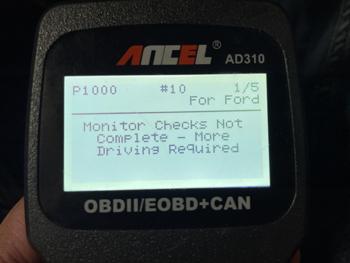 ANCEL® AD310
P1000 #10 1/5
For Ford
Monitor Checks Not
Complete - More
Driving Required
OBDII/EOBD+CAN